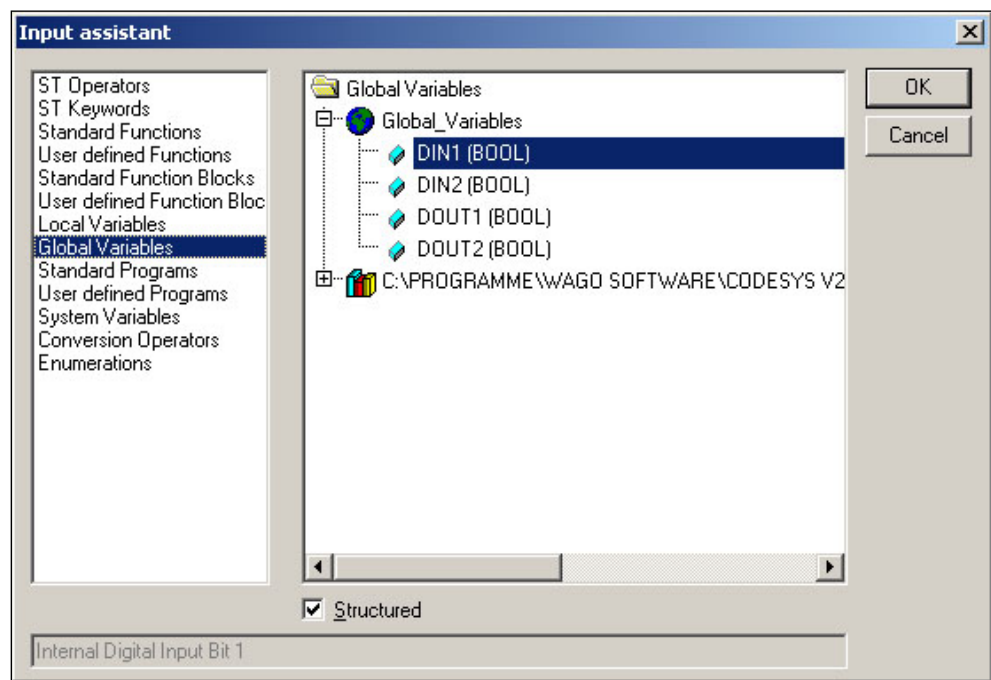 Input assistant
ST Operators
ST Keywords
Standard Functions
User defined Functions
Standard Function Blocks
User defined Function Bloc
Local Variables
Global Variables
Standard Programs
User defined Programs
System Variables
Conversion Operators
Enumerations
Global Variables
Global_Variables
DIN1 (BOOL)
DIN2 (BOOL)
DOUT1 (BOOL)
DOUT2 (BOOL)
C:\PROGRAMME\WAGO SOFTWARE\CODESYS V2
Structured
Internal Digital Input Bit 1
OK
Cancel